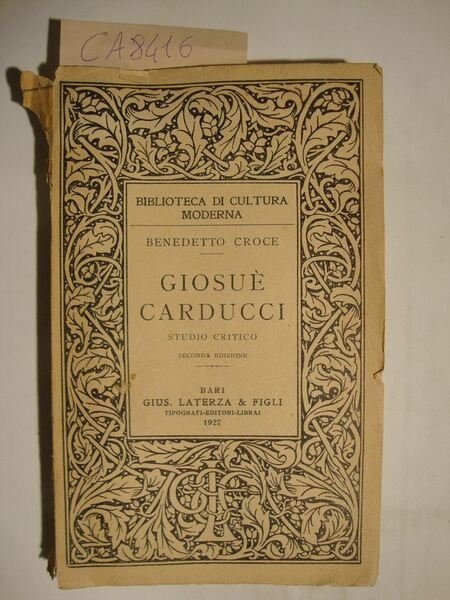 CA8416
BIBLIOTECA DI CULTURA
MODERNA
BENEDETTO CROCE
GIOSUÈ
CARDUCCI
STUDIO CRITICO
SECONDA EDIZIONE
BARI
GIUS. LATERZA & FIGLI
TIPOGRAFI-EDITORI-LIBRAI
1927